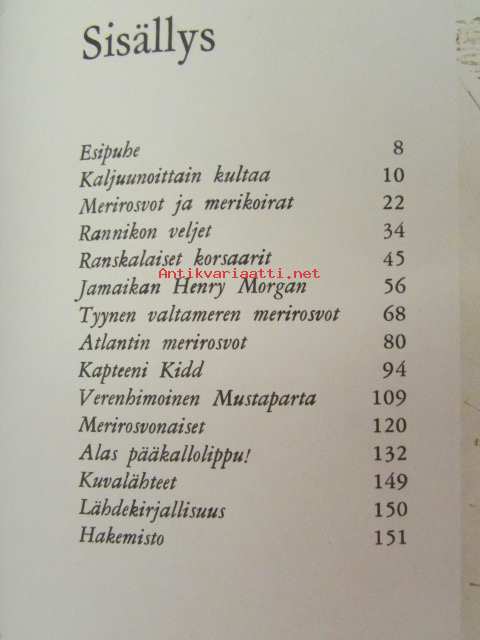 Sisällys
Esipuhe 8
Kaljuunoittain kultaa 10
Merirosvot ja merikoirat 22
Rannikon veljet 34
Ranskalaiset korsaarit 45
Antikvariaatti.net
Jamaikan Henry Morgan 56
Tyynen valtameren merirosvot 68
Atlantin merirosvot 80
Kapteeni Kidd 94
Verenhimoinen Mustaparta 109
Merirosvonaiset 120
Alas pääkallolippu! 132
Kuvalähteet 149
Lähdekirjallisuus 150
Hakemisto 151